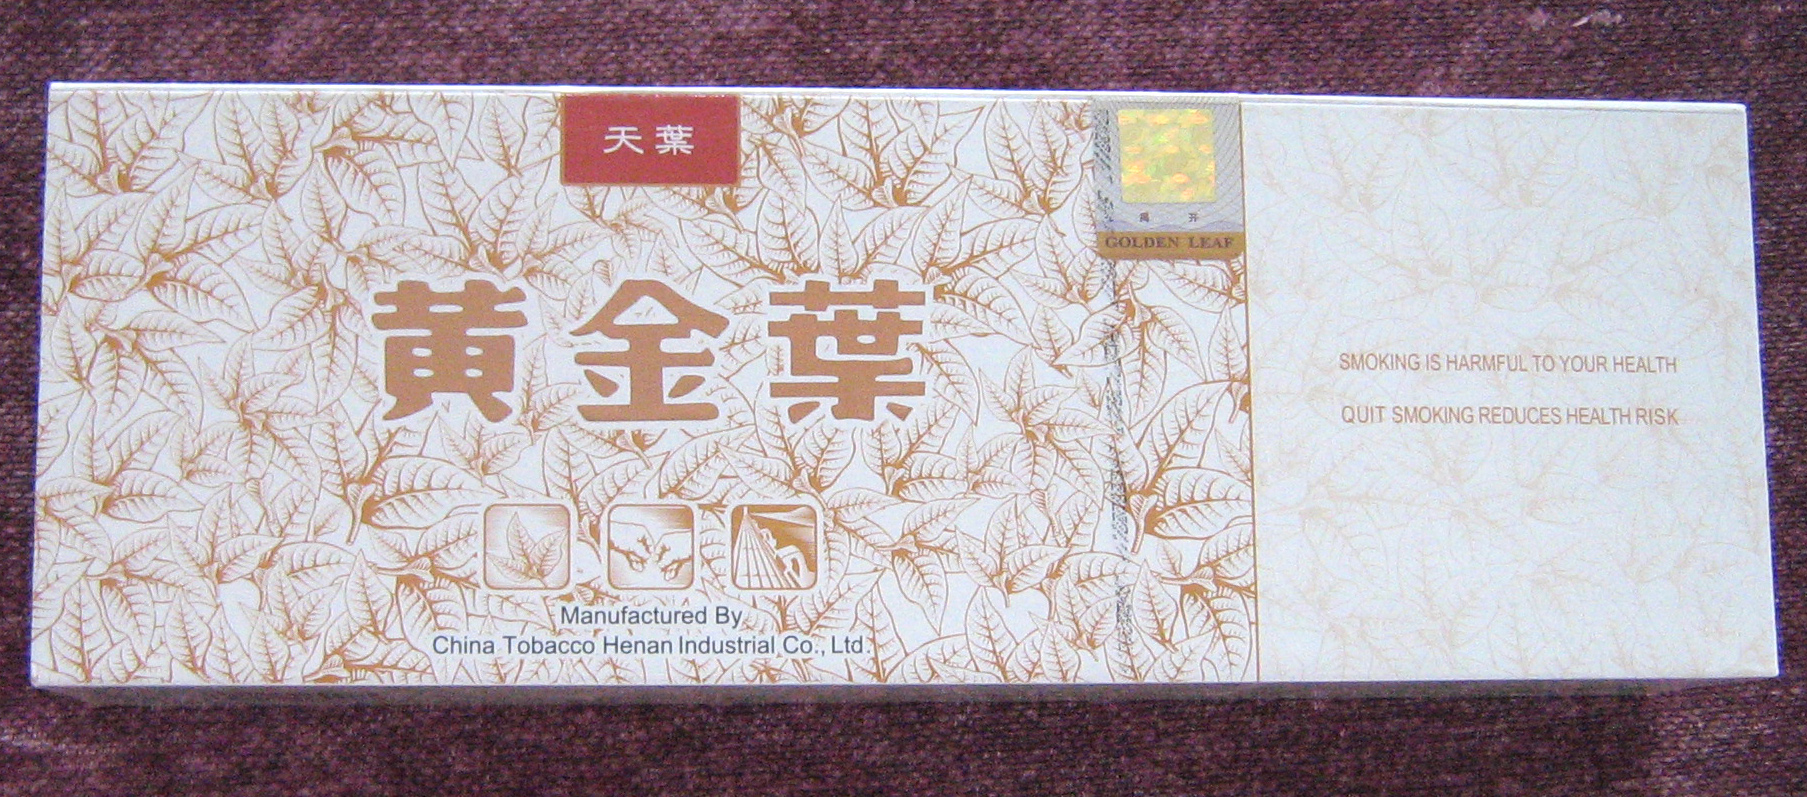 天葉
GOLDEN LEAF
黄金葉
SMOKING IS HARMFUL TO YOUR HEALTH
QUIT SMOKING REDUCES HEALTH RISK
Manufactured By
China Tobacco Henan Industrial Co., Ltd.